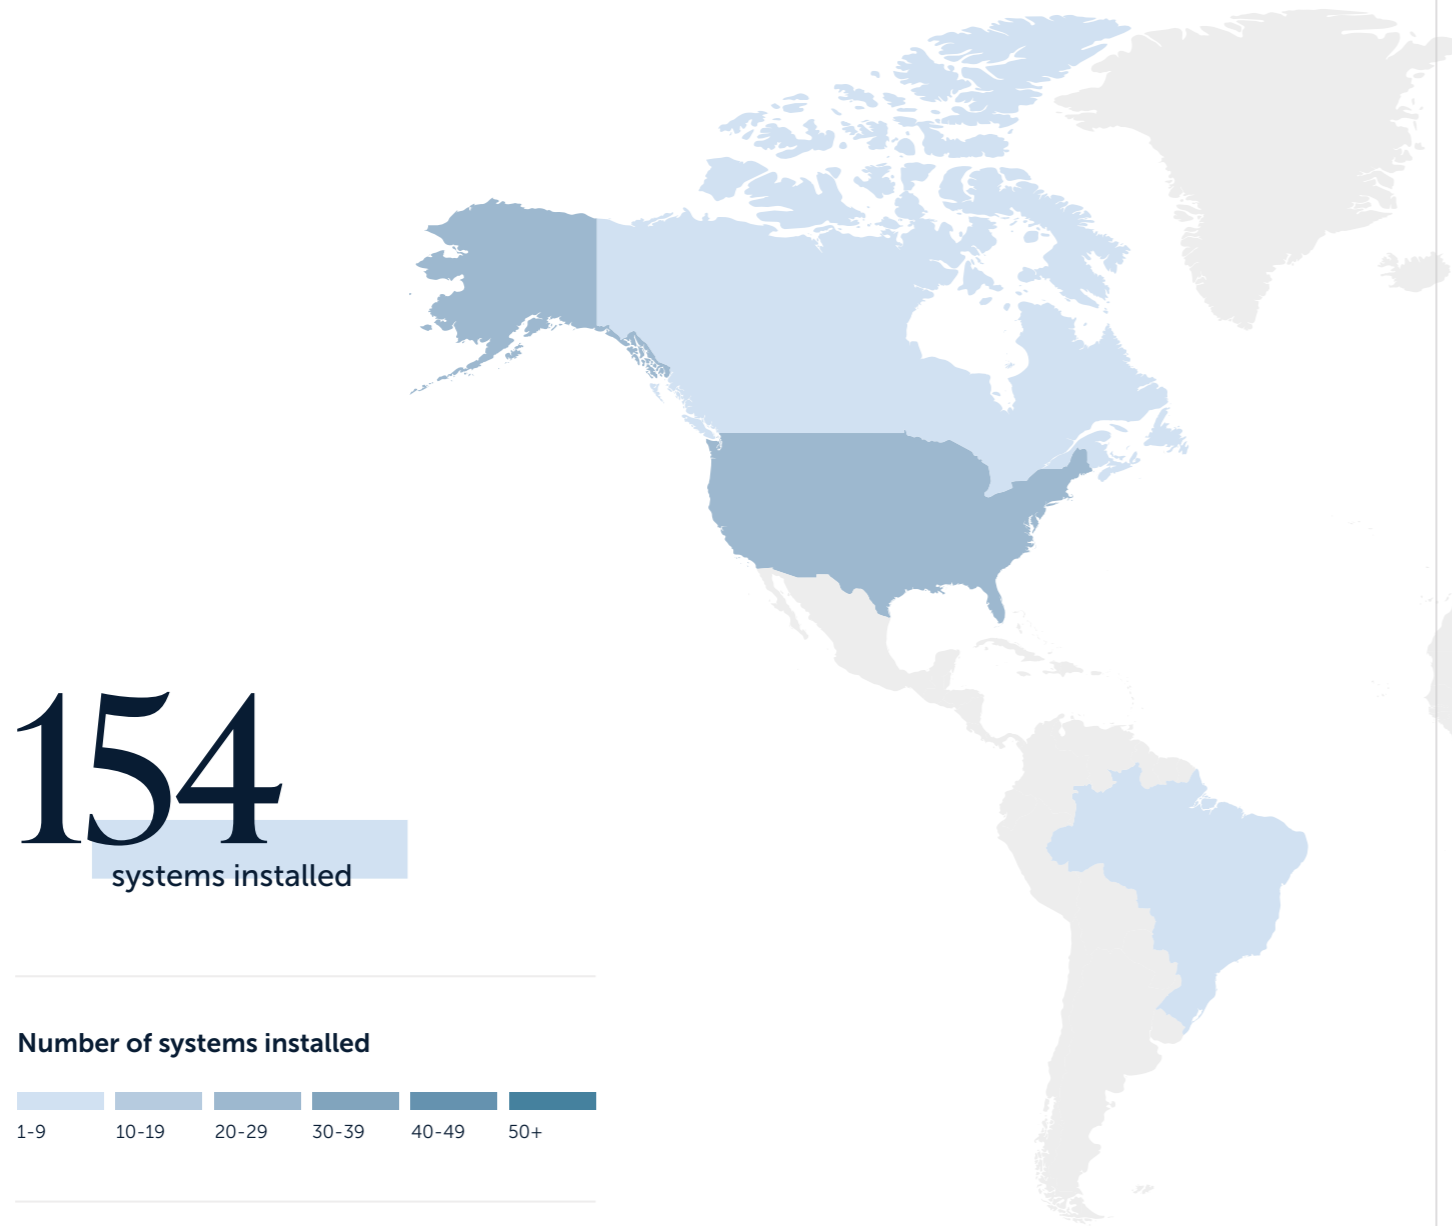 154
systems installed
Number of systems installed
1-9 10-19 20-29 30-39 40-49 50+